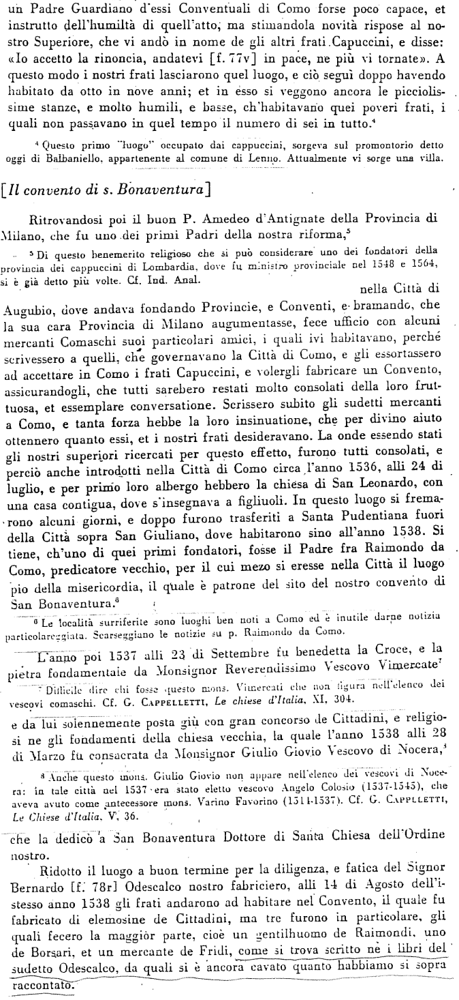 un Padre Guardiano d'essi Conventuali di Como forse poco capace, et
instrutto dell'humiltà di quell'atto, ma stimandola novità rispose al no-
stro Superiore, che vi andò in nome de gli altri frati Capuccini, e disse:
«Io accetto la rinoncia, andatevi [f. 77v] in pace, ne più vi tornate». A
questo modo i nostri frati lasciarono quel luogo, e ciò seguì doppo havendo
habitato da otto in nove anni; et in esso si veggono ancora le picciolis-
sime stanze, e molto humili, e basse, ch'habitavano quei poveri frati, i
quali non passavano in quel tempo il numero di sei in tutto.⁴
⁴ Questo primo "luogo" occupato dai cappuccini, sorgeva sul promontorio detto
oggi di Balbaniello, appartenente al comune di Lenno. Attualmente vi sorge una villa.
[Il convento di s. Bonaventura]
Ritrovandosi poi il buon P. Amedeo d'Antignate della Provincia di
Milano, che fu uno dei primi Padri della nostra riforma,⁵
⁵ Di questo benemerito religioso che si può considerare uno dei fondatori della
provincia dei cappuccini di Lombardia, dove fu ministro provinciale nel 1548 e 1564,
si è già detto più volte. Cf. Ind. Anal.
nella Città di
Augubio, dove andava fondando Provincie, e Conventi, e bramando, che
la sua cara Provincia di Milano augumentasse, fece ufficio con alcuni
mercanti Comaschi suoi particolari amici, i quali ivi habitavano, perché
scrivessero a quelli, che governavano la Città di Como, e gli essortassero
ad accettare in Como i frati Capuccini, e volergli fabricare un Convento,
assicurandogli, che tutti sarebero restati molto consolati della loro frut-
tuosa, et essemplare conversatione. Scrissero subito gli sudetti mercanti
a Como, e tanta forza hebbe la loro insinuatione, che per divino aiuto
ottennero quanto essi, et i nostri frati desideravano. La onde essendo stati
gli nostri superiori ricercati per questo effetto, furono tutti consolati, e
perciò anche introdotti nella Città di Como circa l'anno 1536, alli 24 di
luglio, e per primo loro albergo hebbero la chiesa di San Leonardo, con
una casa contigua, dove s'insegnava a figliuoli. In questo luogo si frema-
rono alcuni giorni, e doppo furono trasferiti a Santa Pudentiana fuori
della Città sopra San Giuliano, dove habitarono sino all'anno 1538. Si
tiene, ch'uno di quei primi fondatori, fosse il Padre fra Raimondo da
Como, predicatore vecchio, per il cui mezo si eresse nella Città il luogo
pio della misericordia, il quale è patrone del sito del nostro convento di
San Bonaventura.⁶
⁶ Le località surriferite sono luoghi ben noti a Como ed è inutile darne notizia
particolareggiata. Scarseggiano le notizie su p. Raimondo da Como.
L'anno poi 1537 alli 23 di Settembre fu benedetta la Croce, e la
pietra fondamentale da Monsignor Reverendissimo Vescovo Vimercate⁷
⁷ Difficile dire chi fosse questo mons. Vimercati che non figura nell'elenco dei
vescovi comaschi. Cf. G. CAPPELLETTI, Le chiese d'Italia, XI, 304.
e da lui solennemente posta giù con gran concorso de Cittadini, e religio-
si ne gli fondamenti della chiesa vecchia, la quale l'anno 1538 alli 28
di Marzo fu consacrata da Monsignor Giulio Giovio Vescovo di Nocera,⁸
⁸ Anche questo mons. Giulio Giovio non appare nell'elenco dei vescovi di Noce-
ra: in tale città nel 1537 era stato eletto vescovo Angelo Colosio (1537-1545), che
aveva avuto come antecessore mons. Varino Favorino (1514-1537). Cf. G. CAPPLLETTI,
Le Chiese d'Italia, V, 36.
che la dedicò a San Bonaventura Dottore di Santa Chiesa dell'Ordine
nostro.
Ridotto il luogo a buon termine per la diligenza, e fatica del Signor
Bernardo [f. 78r] Odescalco nostro fabriciero, alli 14 di Agosto dell'i-
stesso anno 1538 gli frati andarono ad habitare nel Convento, il quale fu
fabricato di elemosine de Cittadini, ma tre furono in particolare, gli
quali fecero la maggior parte, cioè un gentilhuomo de Raimondi, uno
de Borsari, et un mercante de Fridi, come si trova scritto ne i libri del
sudetto Odescalco, da quali si è ancora cavato quanto habbiamo si sopra
raccontato.